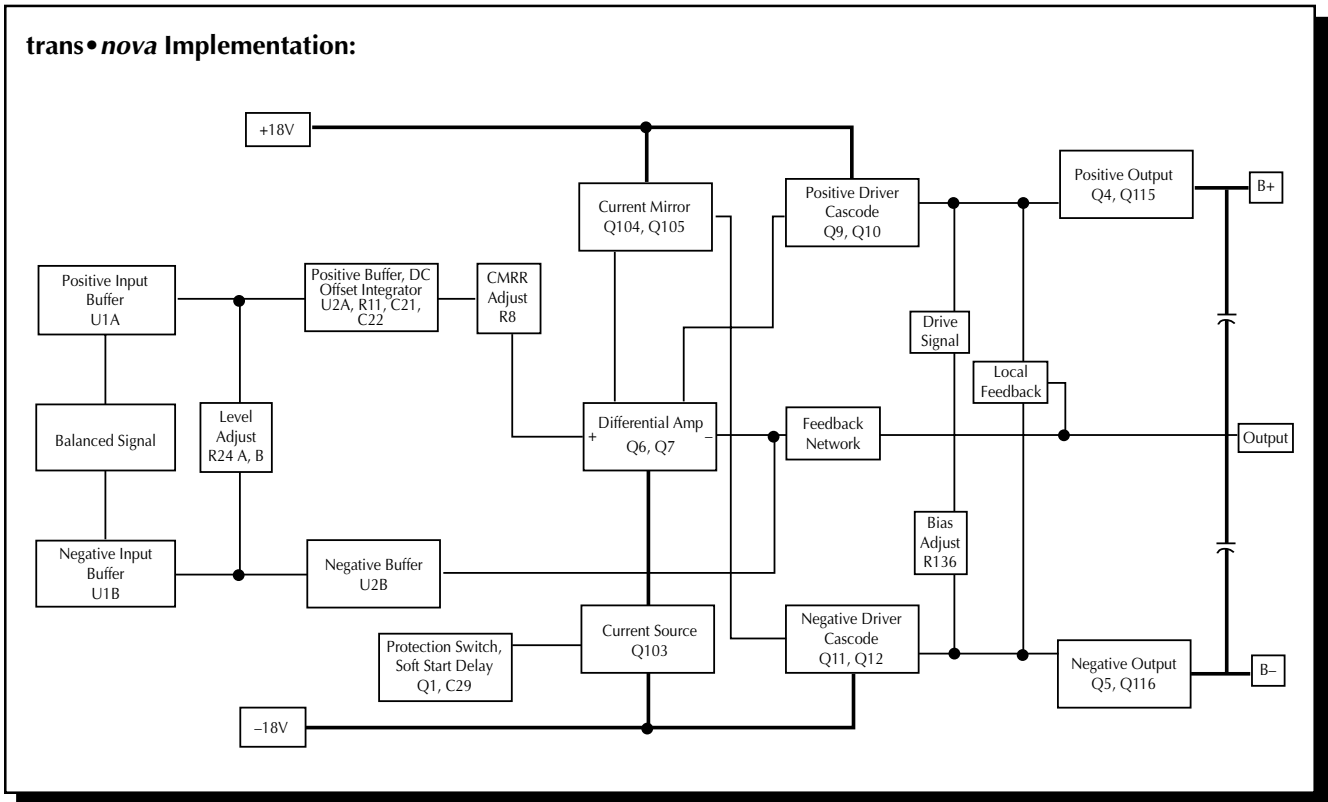 trans•nova Implementation:
+18V
Positive Output
Q4, Q115
B+
Current Mirror
Q104, Q105
Positive Driver
Cascode
Q9, Q10
Positive Input
Buffer
U1A
Positive Buffer, DC
Offset Integrator
U2A, R11, C21,
C22
CMRR
Adjust
R8
Drive
Signal
Local
Feedback
Balanced Signal
Level
Adjust
R24 A, B
Differential Amp
+ –
Q6, Q7
Feedback
Network
Output
Negative Input
Buffer
U1B
Negative Buffer
U2B
Bias
Adjust
R136
Protection Switch,
Soft Start Delay
Q1, C29
Current Source
Q103
Negative Driver
Cascode
Q11, Q12
Negative Output
Q5, Q116
B–
–18V